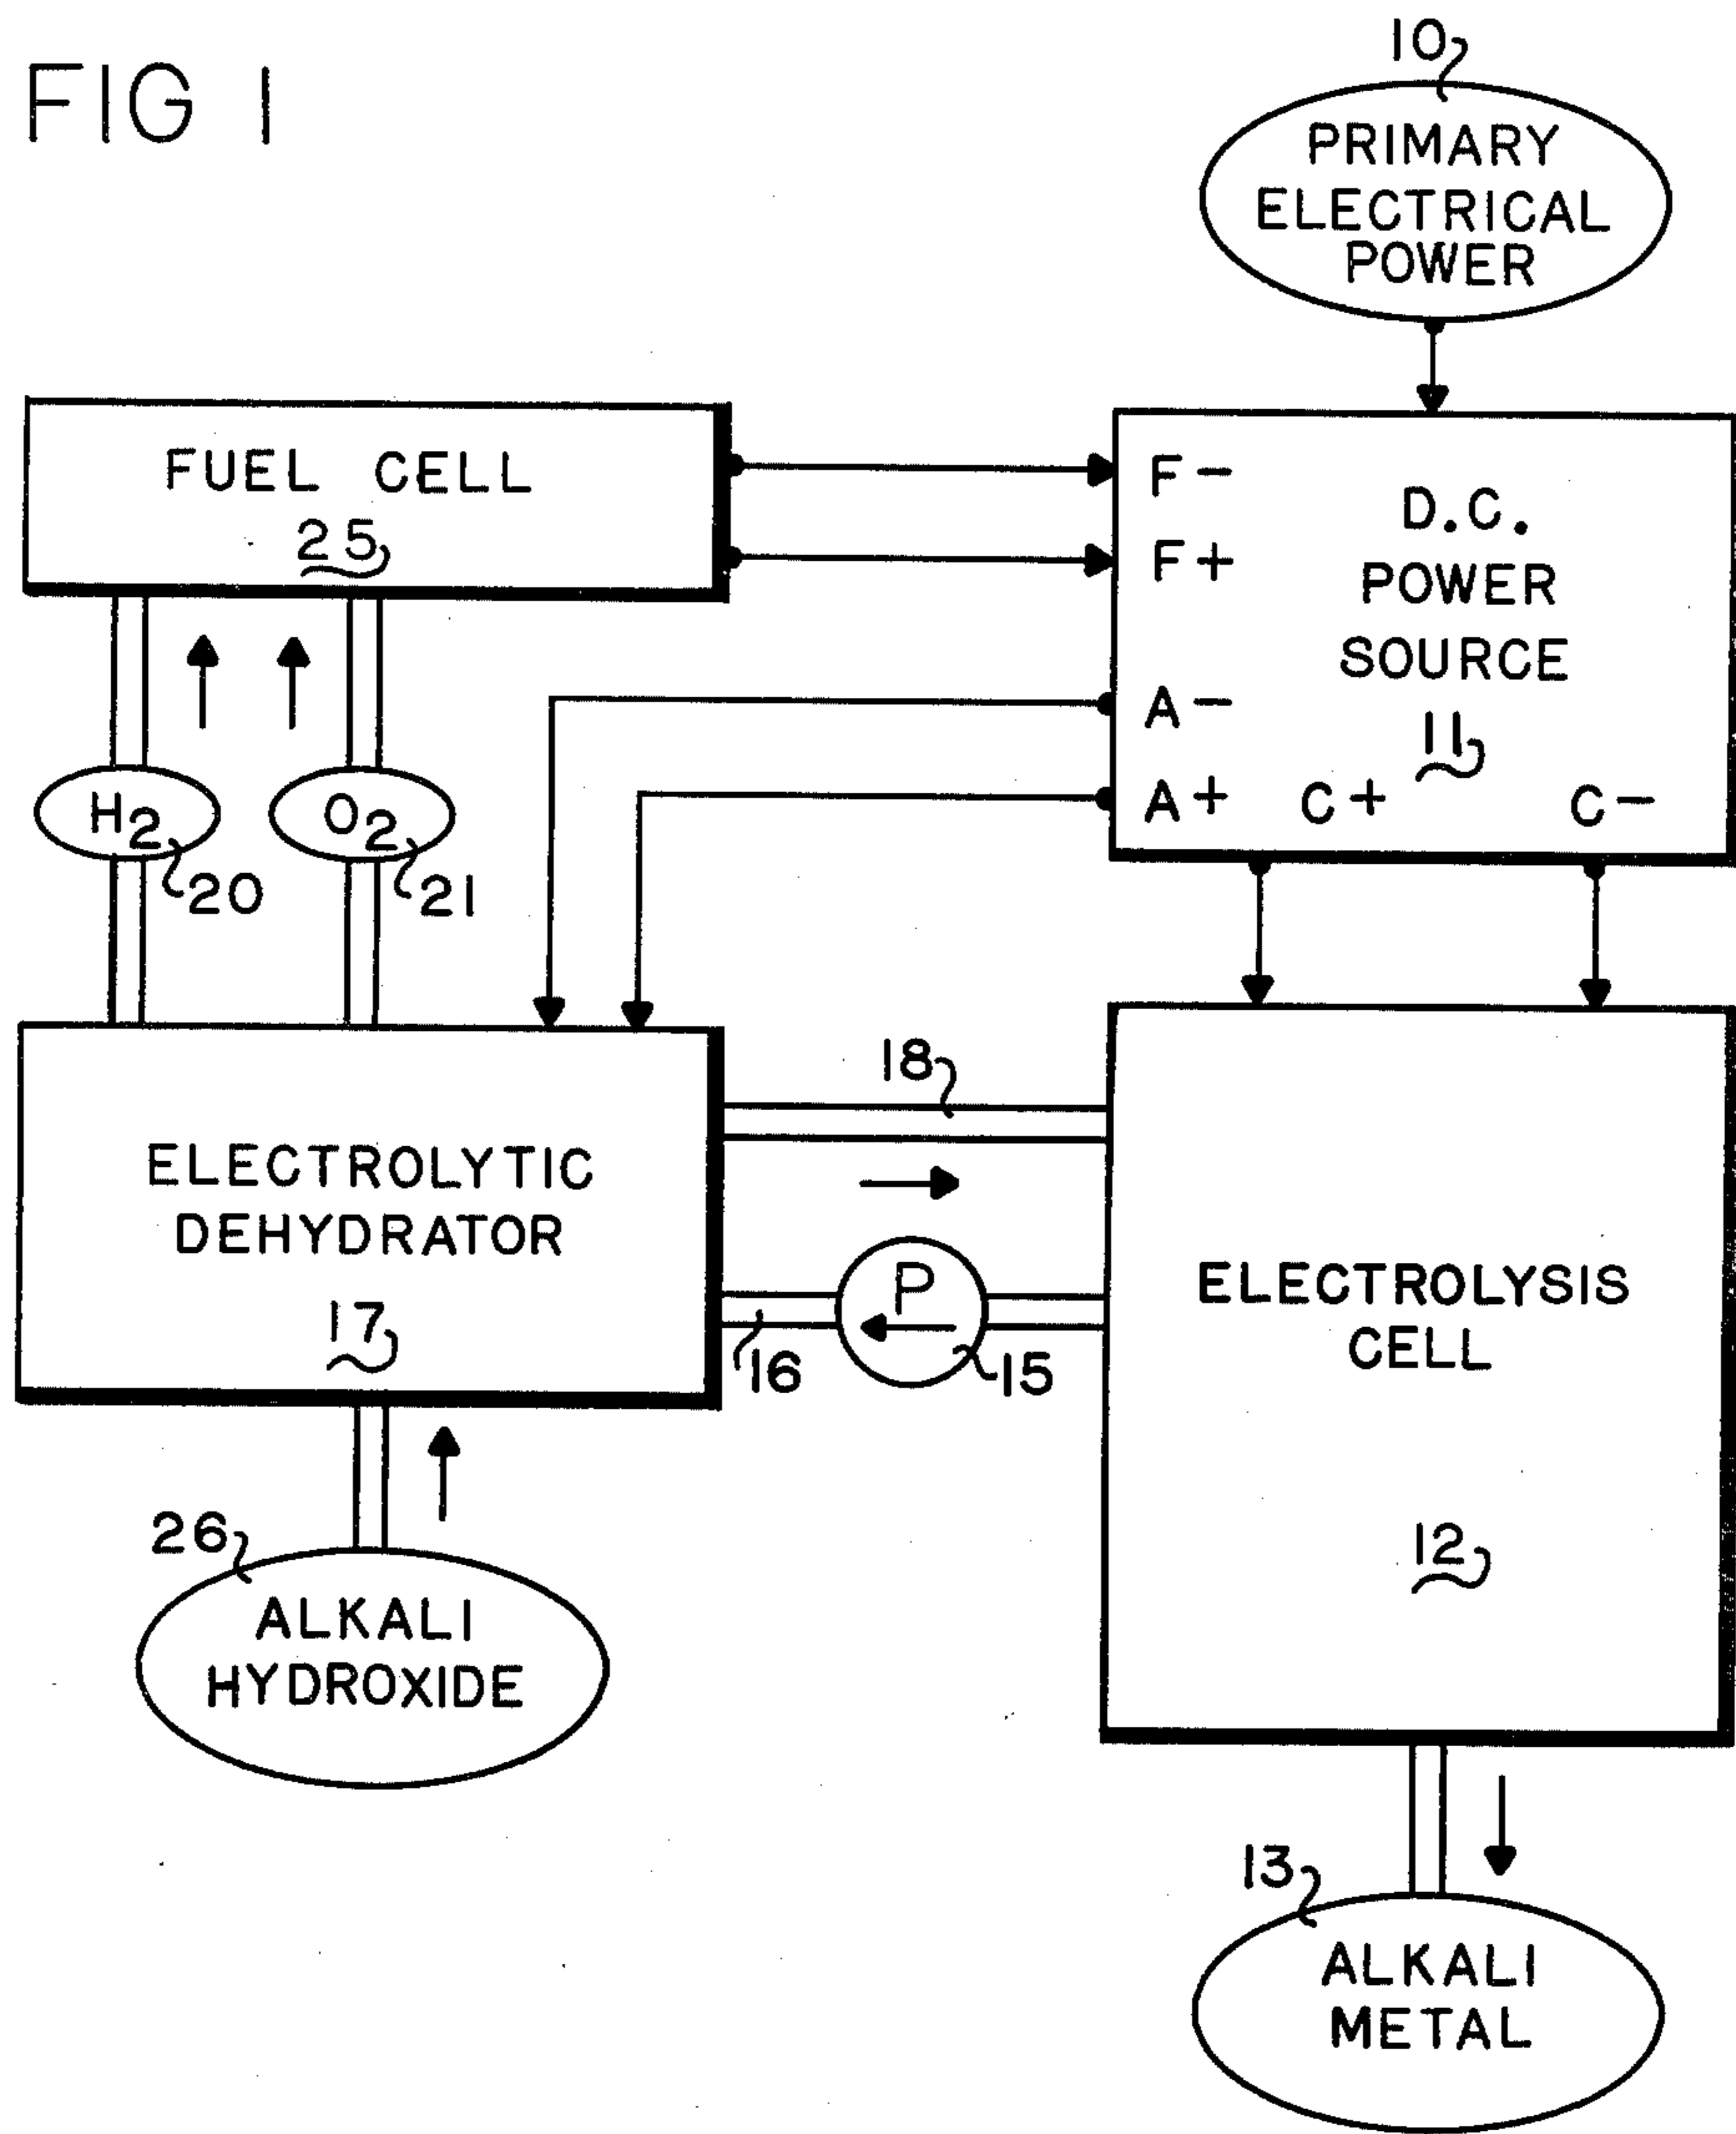 FIG 1
10
PRIMARY
ELECTRICAL
POWER
FUEL CELL
25
F-
F+
D.C.
POWER
SOURCE
11
A-
A+ C+ C-
H2
20
O2
21
18
ELECTROLYTIC
DEHYDRATOR
17
P
16
15
ELECTROLYSIS
CELL
12
26
ALKALI
HYDROXIDE
13
ALKALI
METAL